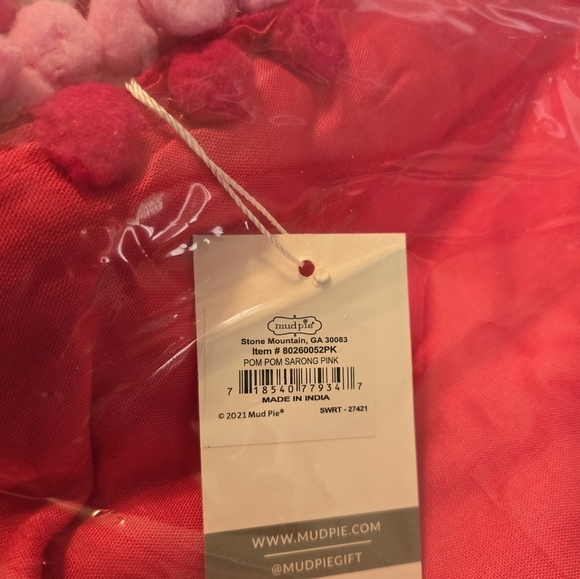 mudpie®
Stone Mountain, GA 30083
Item # 80260052PK
POM POM SARONG PINK
7 18540 77934 7
MADE IN INDIA
© 2021 Mud Pie® SWRT - 27421
WWW.MUDPIE.COM
@MUDPIEGIFT